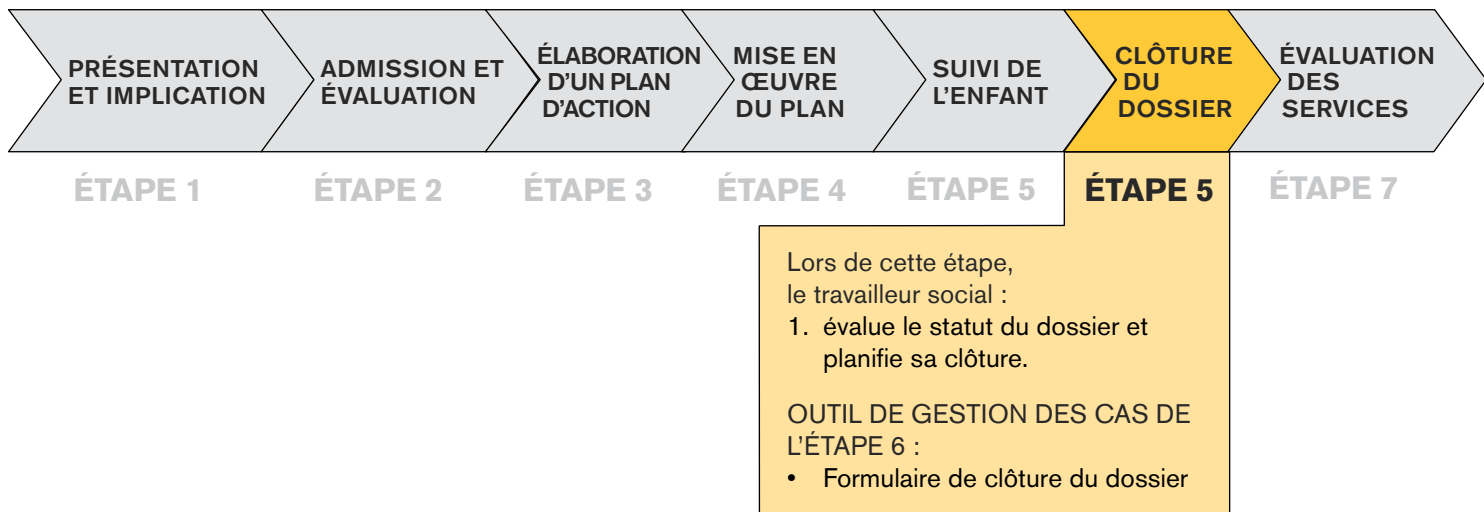 PRÉSENTATION
ET IMPLICATION
ADMISSION ET
ÉVALUATION
ÉLABORATION
D'UN PLAN
D'ACTION
MISE EN
ŒUVRE
DU PLAN
SUIVI DE
L'ENFANT
CLÔTURE
DU
DOSSIER
ÉVALUATION
DES
SERVICES
ÉTAPE 1
ÉTAPE 2
ÉTAPE 3
ÉTAPE 4
ÉTAPE 5
ÉTAPE 5
ÉTAPE 7
Lors de cette étape,
le travailleur social :
1. évalue le statut du dossier et
planifie sa clôture.
OUTIL DE GESTION DES CAS DE
L'ÉTAPE 6 :
• Formulaire de clôture du dossier